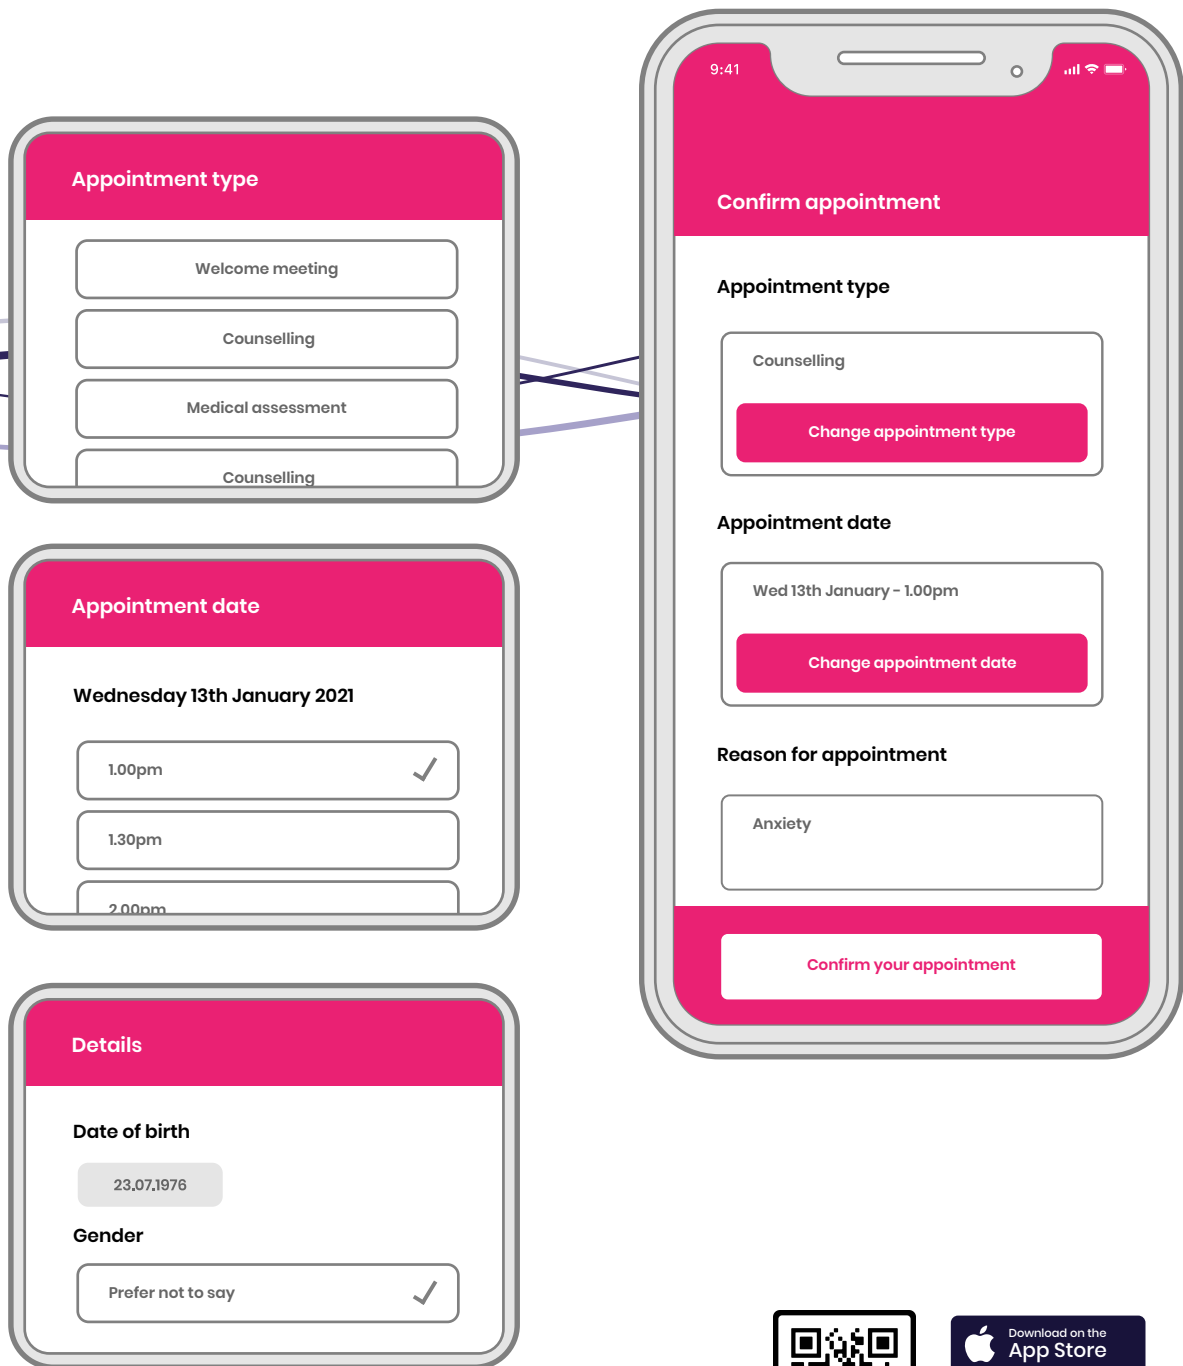 Appointment type
Welcome meeting
Counselling
Medical assessment
Counselling
Appointment date
Wednesday 13th January 2021
1.00pm
1.30pm
2.00pm
Details
Date of birth
23.07.1976
Gender
Prefer not to say
9:41
Confirm appointment
Appointment type
Counselling
Change appointment type
Appointment date
Wed 13th January - 1.00pm
Change appointment date
Reason for appointment
Anxiety
Confirm your appointment
Download on the
App Store